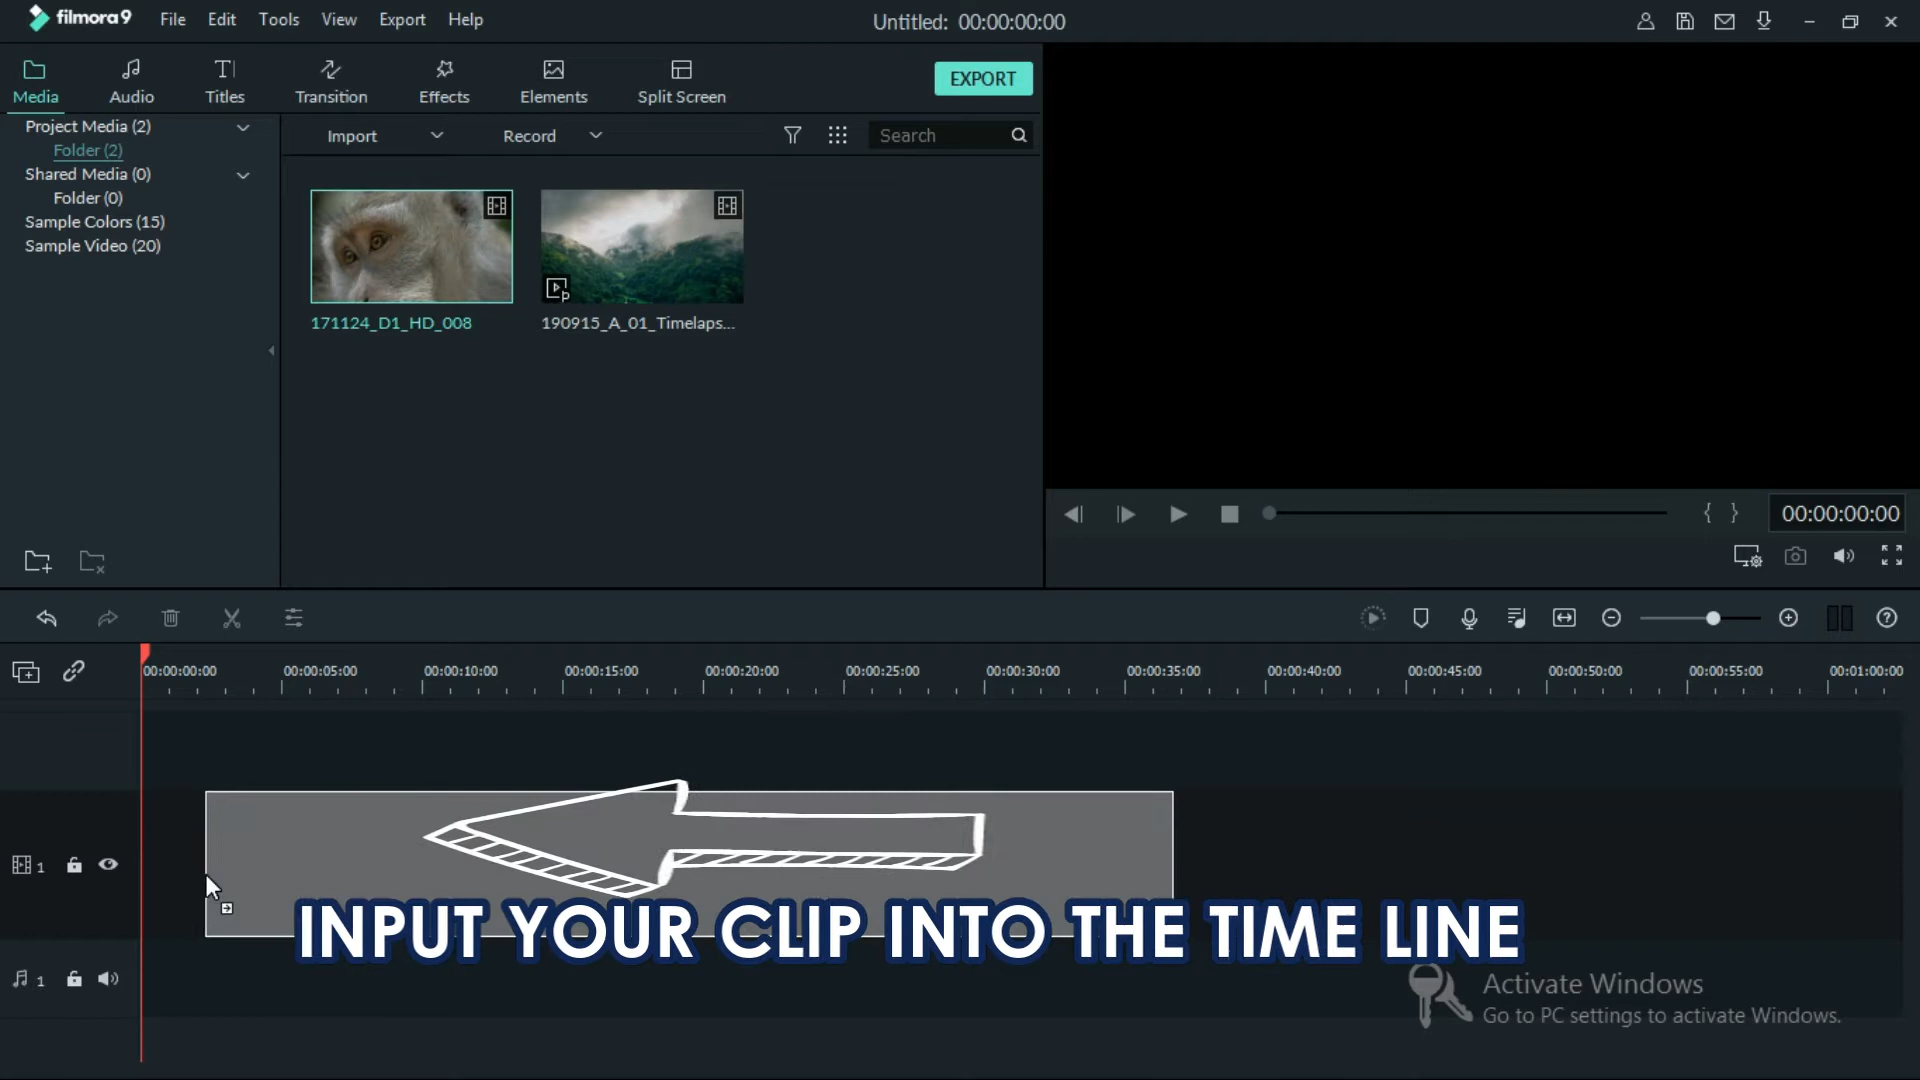 filmora9 File Edit Tools View Export Help Untitled: 00:00:00:00
Media Audio Titles Transition Effects Elements Split Screen EXPORT
Project Media (2)
Folder (2)
Shared Media (0)
Folder (0)
Sample Colors (15)
Sample Video (20)
Import Record Search
171124_D1_HD_008 190915_A_01_Timelaps...
{ } 00:00:00:00
00:00:00:00 00:00:05:00 00:00:10:00 00:00:15:00 00:00:20:00 00:00:25:00 00:00:30:00 00:00:35:00 00:00:40:00 00:00:45:00 00:00:50:00 00:00:55:00 00:01:00:00
1
INPUT YOUR CLIP INTO THE TIME LINE
1
Activate Windows
Go to PC settings to activate Windows.